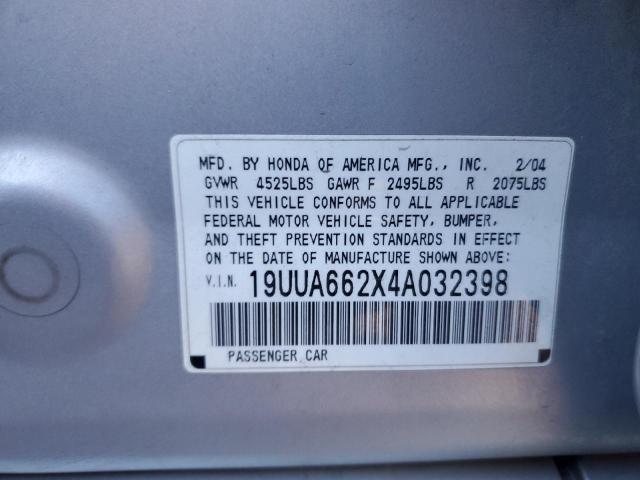 MFD. BY HONDA OF AMERICA MFG., INC. 2/04
GVWR 4525LBS GAWR F 2495LBS R 2075LBS
THIS VEHICLE CONFORMS TO ALL APPLICABLE
FEDERAL MOTOR VEHICLE SAFETY, BUMPER,
AND THEFT PREVENTION STANDARDS IN EFFECT
ON THE DATE OF MANUFACTURE SHOWN ABOVE:
V.I.N. 19UUA662X4A032398
PASSENGER CAR